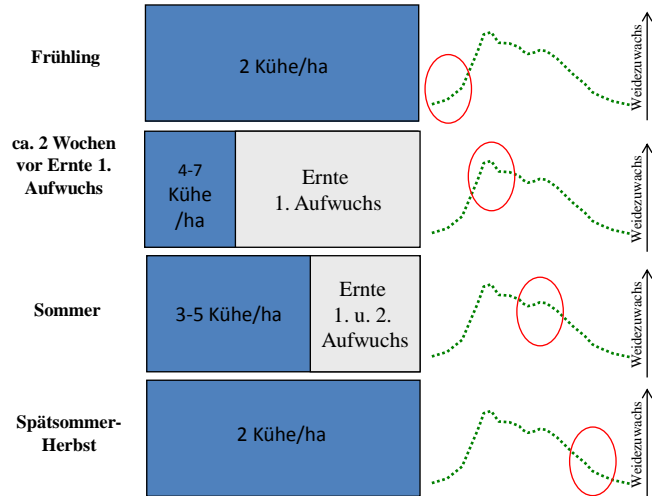 Frühling
2 Kühe/ha
Weidezuwachs
ca. 2 Wochen
vor Ernte 1.
Aufwuchs
4-7
Kühe
/ha
Ernte
1. Aufwuchs
Weidezuwachs
Sommer
3-5 Kühe/ha
Ernte
1. u. 2.
Aufwuchs
Weidezuwachs
Spätsommer-
Herbst
2 Kühe/ha
Weidezuwachs